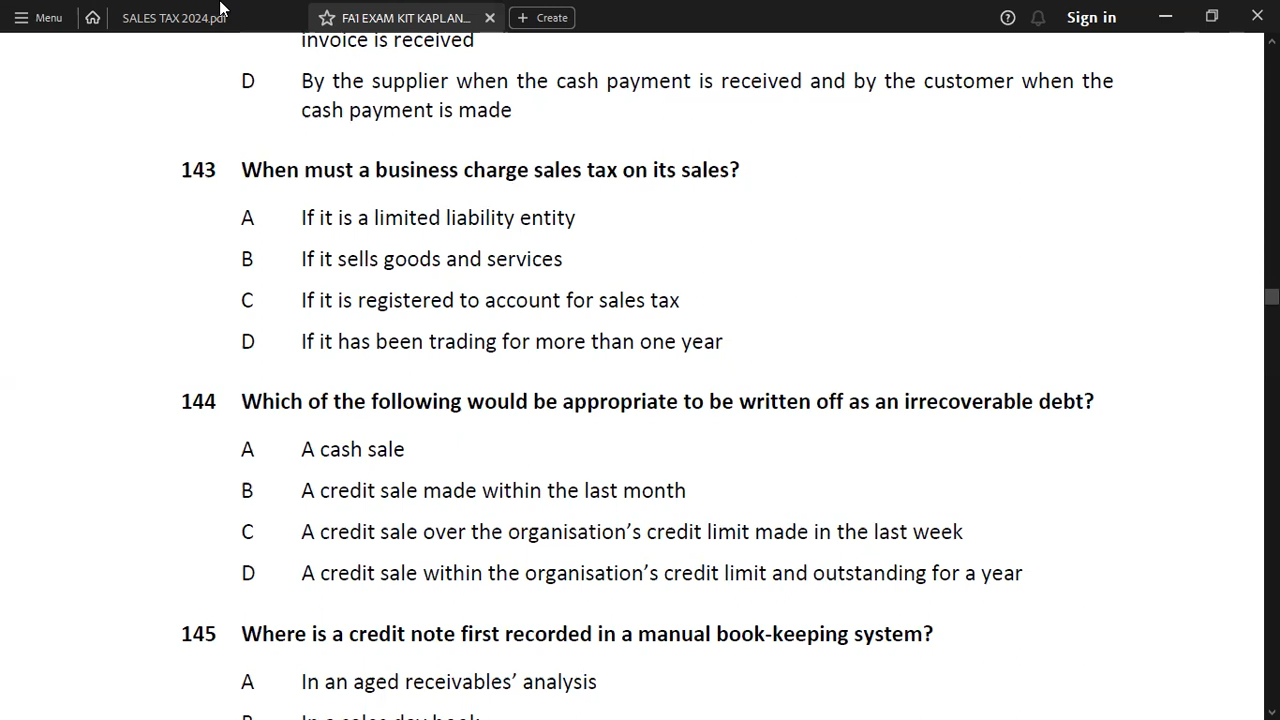 Menu
SALES TAX 2024.pdf
FA1 EXAM KIT KAPLAN...
Create
Sign in
invoice is received
D By the supplier when the cash payment is received and by the customer when the
cash payment is made
143 When must a business charge sales tax on its sales?
A If it is a limited liability entity
B If it sells goods and services
C If it is registered to account for sales tax
D If it has been trading for more than one year
144 Which of the following would be appropriate to be written off as an irrecoverable debt?
A A cash sale
B A credit sale made within the last month
C A credit sale over the organisation’s credit limit made in the last week
D A credit sale within the organisation’s credit limit and outstanding for a year
145 Where is a credit note first recorded in a manual book-keeping system?
A In an aged receivables’ analysis
B In a sales day book